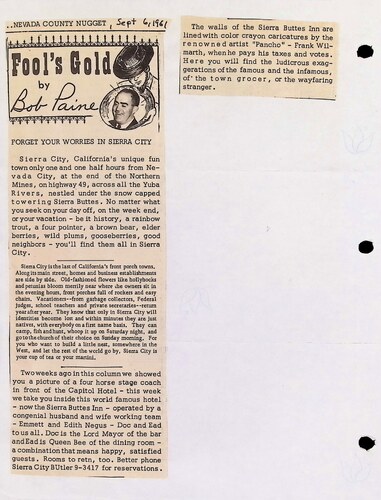 ..NEVADA COUNTY NUGGET, Sept 6, 1961
Fool's Gold
by
Bob Paine
FORGET YOUR WORRIES IN SIERRA CITY
Sierra City, California's unique fun
town only one and one half hours from Ne-
vada City, at the end of the Northern
Mines, on highway 49, across all the Yuba
Rivers, nestled under the snow capped
towering Sierra Buttes. No matter what
you seek on your day off, on the week end,
or your vacation - be it history, a rainbow
trout, a four pointer, a brown bear, elder
berries, wild plums, gooseberries, good
neighbors - you'll find them all in Sierra
City.
Sierra City is the last of California's front porch towns.
Along its main street, homes and business establishments
are side by side. Old-fashioned flowers like hollyhocks
and petunias bloom merrily near where the owners sit in
the evening hours, front porches full of rockers and easy
chairs. Vacationers--from garbage collectors, Federal
judges, school teachers and private secretaries--return
year after year. They know that only in Sierra City will
identities become lost and within minutes they are just
natives, with everybody on a first name basis. They can
camp, fish and hunt, whoop it up on Saturday night, and
go to the church of their choice on Sunday morning. For
you who want to build a little nest, somewhere in the
West, and let the rest of the world go by, Sierra City is
your cup of tea or your martini.
Two weeks ago in this column we showed
you a picture of a four horse stage coach
in front of the Capitol Hotel - this week
we take you inside this world famous hotel
- now the Sierra Buttes Inn - operated by a
congenial husband and wife working team
- Emmett and Edith Negus - Doc and Ead
to us all. Doc is the Lord Mayor of the bar
and Ead is Queen Bee of the dining room -
a combination that means happy, satisfied
guests. Rooms to ren, too. Better phone
Sierra City BUtler 9-3417 for reservations.
The walls of the Sierra Buttes Inn are
lined with color crayon caricatures by the
renowned artist "Pancho" - Frank Wil-
marth, when he pays his taxes and votes.
Here you will find the ludicrous exag-
gerations of the famous and the infamous,
of the town grocer, or the wayfaring
stranger.